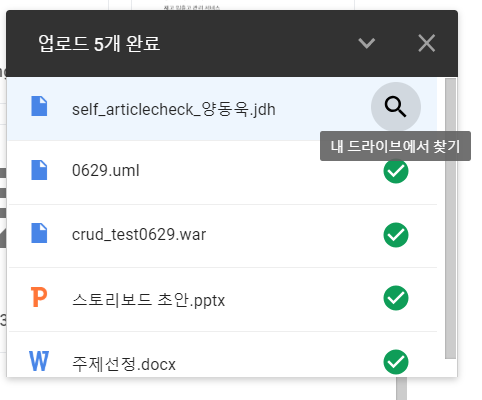 업로드 5개 완료
self_articlecheck_양동욱.jdh
내 드라이브에서 찾기
0629.uml
crud_test0629.war
스토리보드 초안.pptx
주제선정.docx